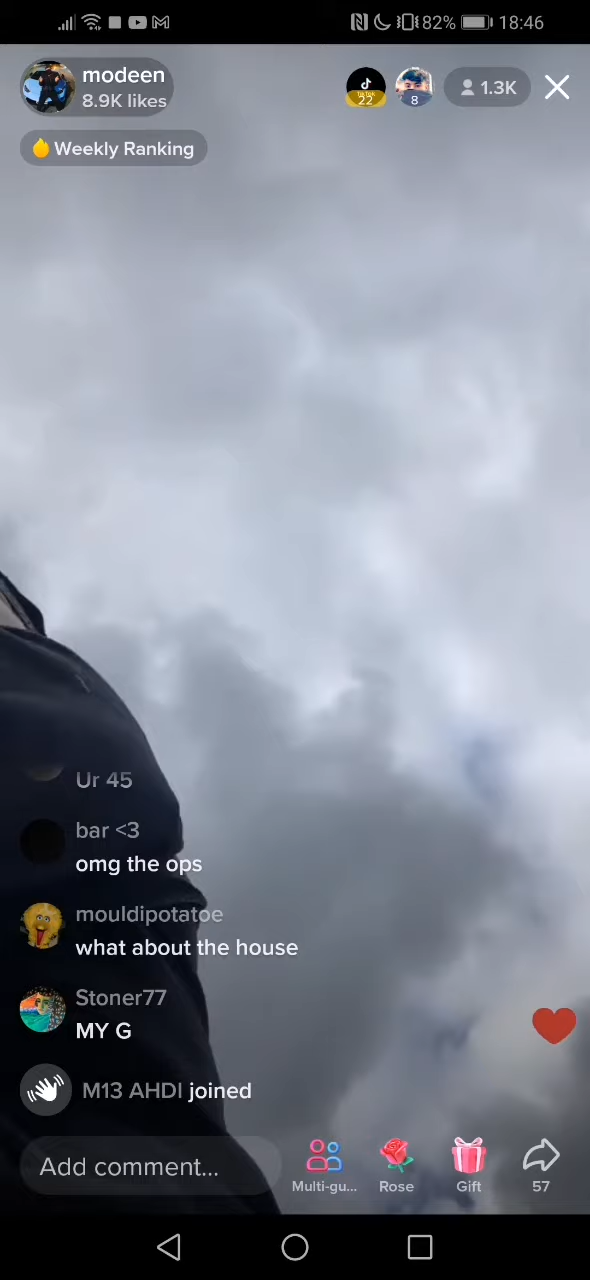 82% 18:46
modeen
8.9K likes
22
8
1.3K
Weekly Ranking
Ur 45
bar <3
omg the ops
mouldipotatoe
what about the house
Stoner77
MY G
M13 AHDI joined
Add comment...
Multi-gu...
Rose
Gift
57